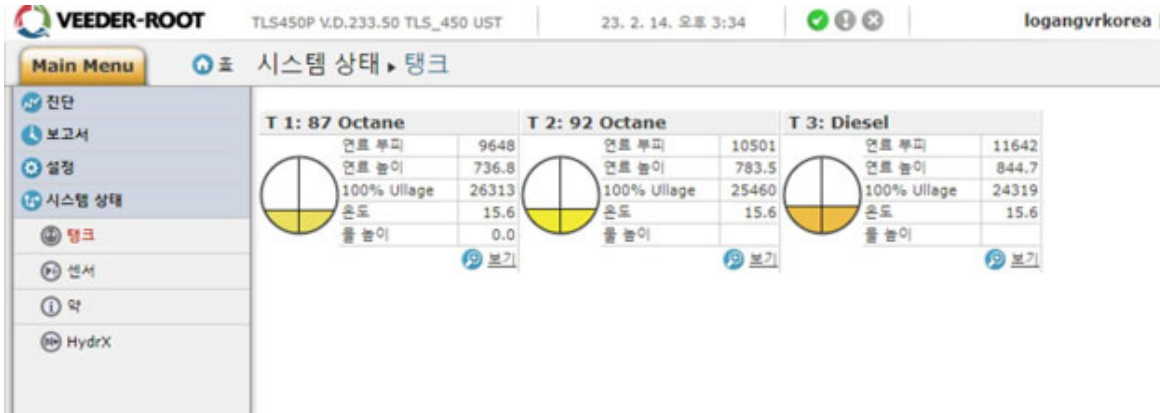 VEEDER-ROOT TLS450P V.D.233.50 TLS_450 UST 23. 2. 14. 오후 3:34 logangvrkorea
Main Menu 홈 시스템 상태 ▸ 탱크
진단
보고서
설정
시스템 상태
탱크
센서
약
HydrX
T 1: 87 Octane
연료 부피 9648
연료 높이 736.8
100% Ullage 26313
온도 15.6
물 높이 0.0
보기
T 2: 92 Octane
연료 부피 10501
연료 높이 783.5
100% Ullage 25460
온도 15.6
물 높이
보기
T 3: Diesel
연료 부피 11642
연료 높이 844.7
100% Ullage 24319
온도 15.6
물 높이
보기